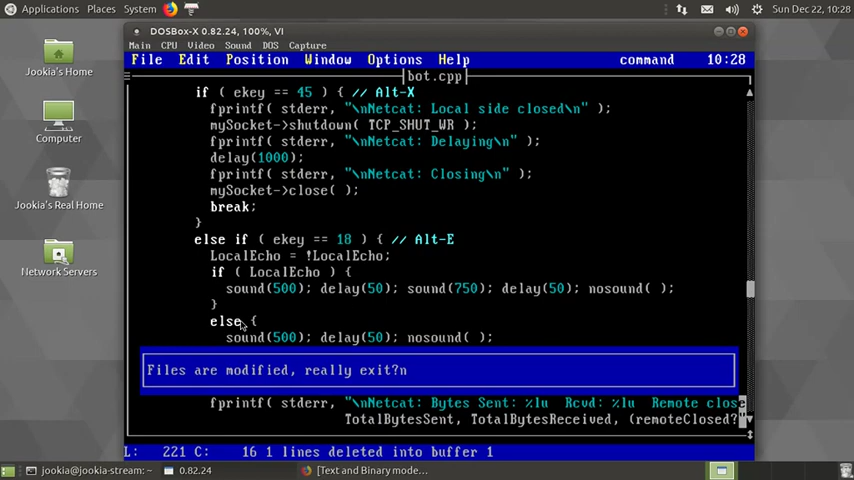 Applications Places System
Sun Dec 22, 10:28
DOSBox-X 0.82.24, 100%, VI
Main CPU Video Sound DOS Capture
File Edit Position Window Options Help command 10:28
bot.cpp
if ( ekey == 45 ) { // Alt-X
fprintf( stderr, "\nNetcat: Local side closed\n" );
mySocket->shutdown( TCP_SHUT_WR );
fprintf( stderr, "\nNetcat: Delaying\n" );
delay(1000);
fprintf( stderr, "\nNetcat: Closing\n" );
mySocket->close( );
break;
}
else if ( ekey == 18 ) { // Alt-E
LocalEcho = !LocalEcho;
if ( LocalEcho ) {
sound(500); delay(50); sound(750); delay(50); nosound( );
}
else {
sound(500); delay(50); nosound( );
Files are modified, really exit?n
fprintf( stderr, "\nNetcat: Bytes Sent: %lu Rcvd: %lu Remote close
TotalBytesSent, TotalBytesReceived, (remoteClosed?
L: 221 C: 16 1 lines deleted into buffer 1
Jookia's Home
Computer
Jookia's Real Home
Network Servers
jookia@jookia-stream: ~
0.82.24
[Text and Binary mode...